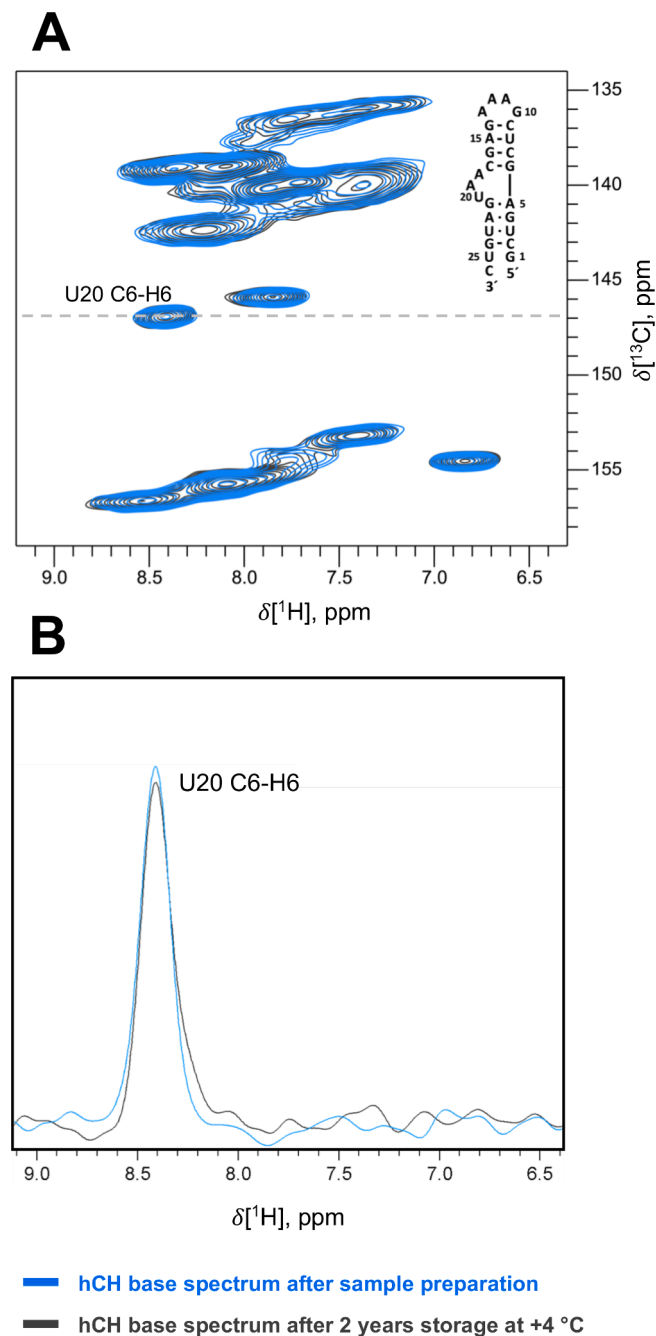 A
A A
A G 10
G - C
15 A - U
G - C
C G
A
A
20 U G · A 5
A · G
U · U
G - C
25 U G 1
C 5´
3´
135
140
145
150
155
δ[¹³C], ppm
U20 C6-H6
9.0 8.5 8.0 7.5 7.0 6.5
δ[¹H], ppm
B
U20 C6-H6
9.0 8.5 8.0 7.5 7.0 6.5
δ[¹H], ppm
hCH base spectrum after sample preparation
hCH base spectrum after 2 years storage at +4 °C